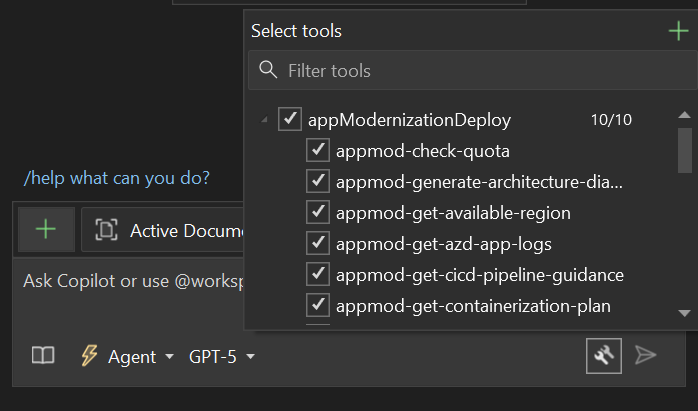 Select tools
Filter tools
appModernizationDeploy 10/10
appmod-check-quota
appmod-generate-architecture-dia...
appmod-get-available-region
appmod-get-azd-app-logs
appmod-get-cicd-pipeline-guidance
appmod-get-containerization-plan
/help what can you do?
Active Docume
Ask Copilot or use @worksp
Agent GPT-5